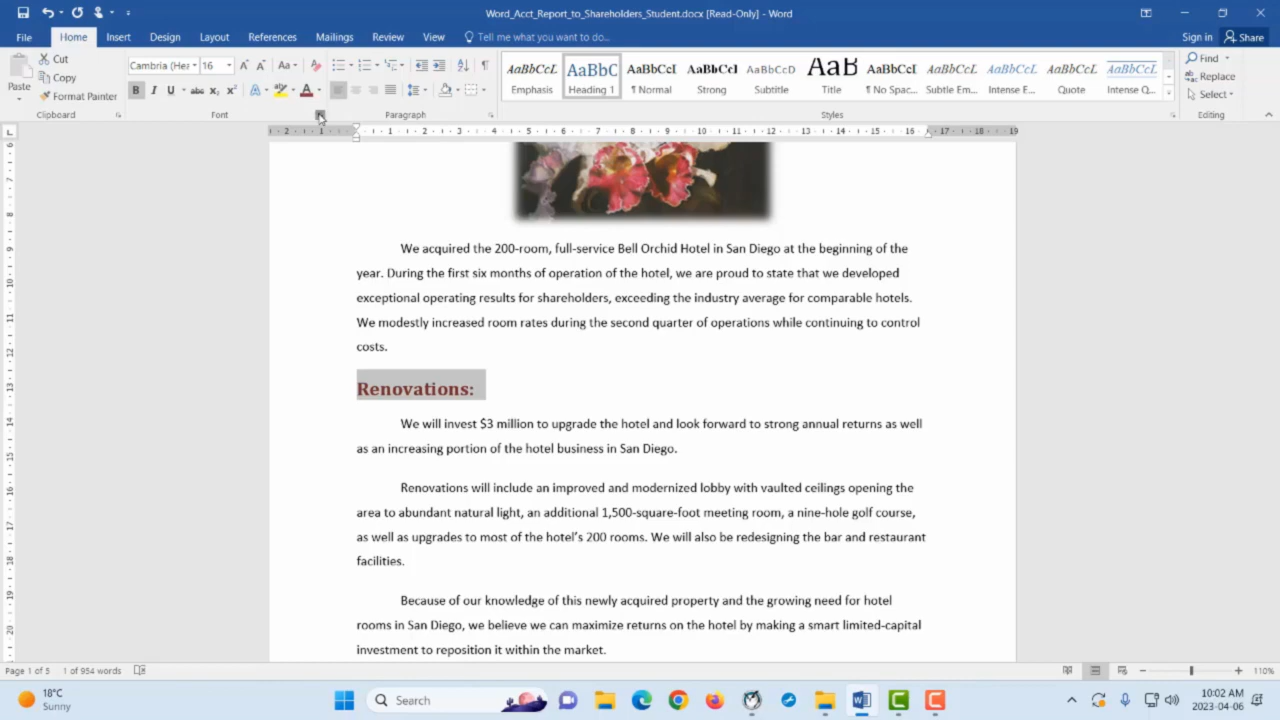 Word_Acct_Report_to_Shareholders_Student.docx [Read-Only] - Word
File Home Insert Design Layout References Mailings Review View Tell me what you want to do... Sign in Share
Cut
Copy
Format Painter
Paste
Clipboard
Cambria (Hea 16
Font
Paragraph
AaBbCcL AaBbC AaBbCcI AaBbCcI AaBbCcD AaB AaBbCcI AaBbCcL AaBbCcL AaBbCcL AaBbCcL
Emphasis Heading 1 ¶ Normal Strong Subtitle Title ¶ No Spac... Subtle Em... Intense E... Quote Intense Q...
Styles
Find
Replace
Select
Editing
We acquired the 200-room, full-service Bell Orchid Hotel in San Diego at the beginning of the
year. During the first six months of operation of the hotel, we are proud to state that we developed
exceptional operating results for shareholders, exceeding the industry average for comparable hotels.
We modestly increased room rates during the second quarter of operations while continuing to control
costs.
Renovations:
We will invest $3 million to upgrade the hotel and look forward to strong annual returns as well
as an increasing portion of the hotel business in San Diego.
Renovations will include an improved and modernized lobby with vaulted ceilings opening the
area to abundant natural light, an additional 1,500-square-foot meeting room, a nine-hole golf course,
as well as upgrades to most of the hotel's 200 rooms. We will also be redesigning the bar and restaurant
facilities.
Because of our knowledge of this newly acquired property and the growing need for hotel
rooms in San Diego, we believe we can maximize returns on the hotel by making a smart limited-capital
investment to reposition it within the market.
Page 1 of 5 1 of 954 words 110%
18°C
Sunny
Search
10:02 AM
2023-04-06